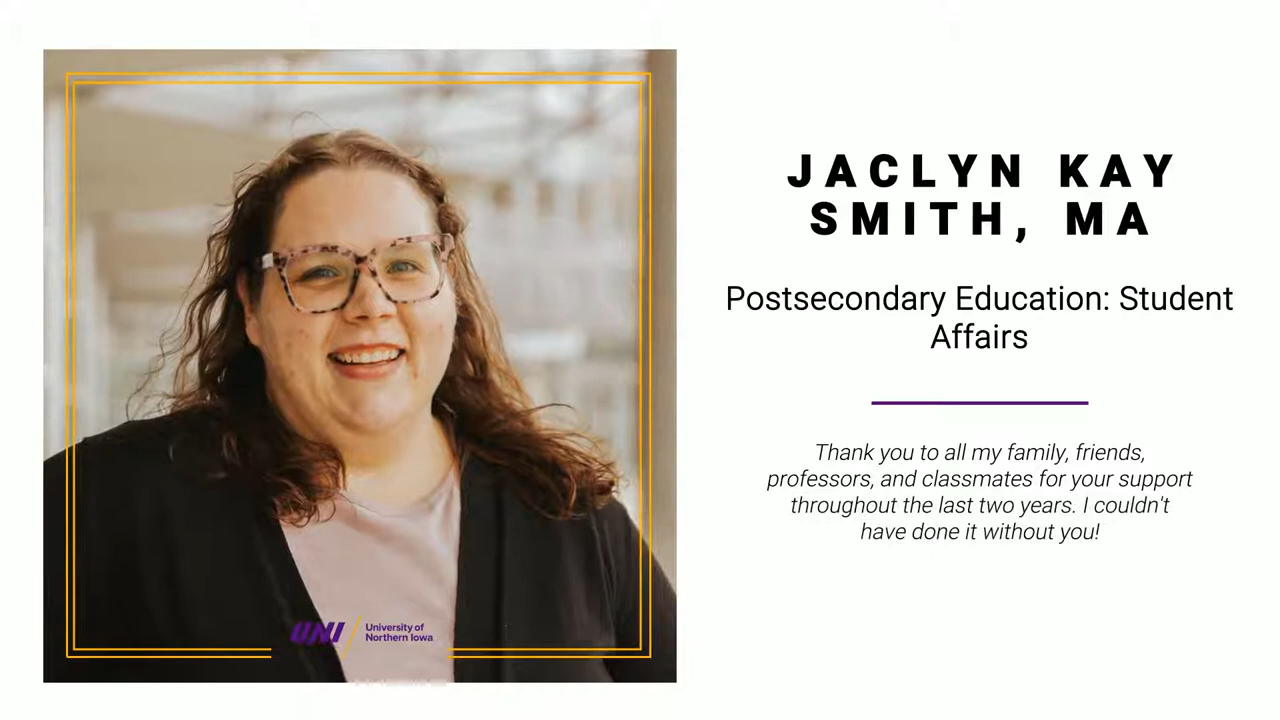 JACLYN KAY
SMITH, MA
Postsecondary Education: Student
Affairs
Thank you to all my family, friends,
professors, and classmates for your support
throughout the last two years. I couldn't
have done it without you!
UNI
University of
Northern Iowa